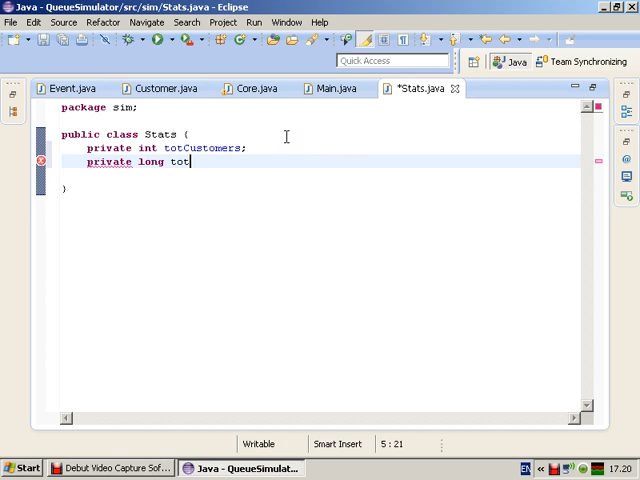 Java - QueueSimulator/src/sim/Stats.java - Eclipse
File Edit Source Refactor Navigate Search Project Run Window Help
Quick Access
Java
Team Synchronizing
Event.java Customer.java Core.java Main.java *Stats.java
package sim;
public class Stats {
private int totCustomers;
private long tot
}
Writable Smart Insert 5 : 21
Start Debut Video Capture Sof... Java - QueueSimulat... EN « 17.20